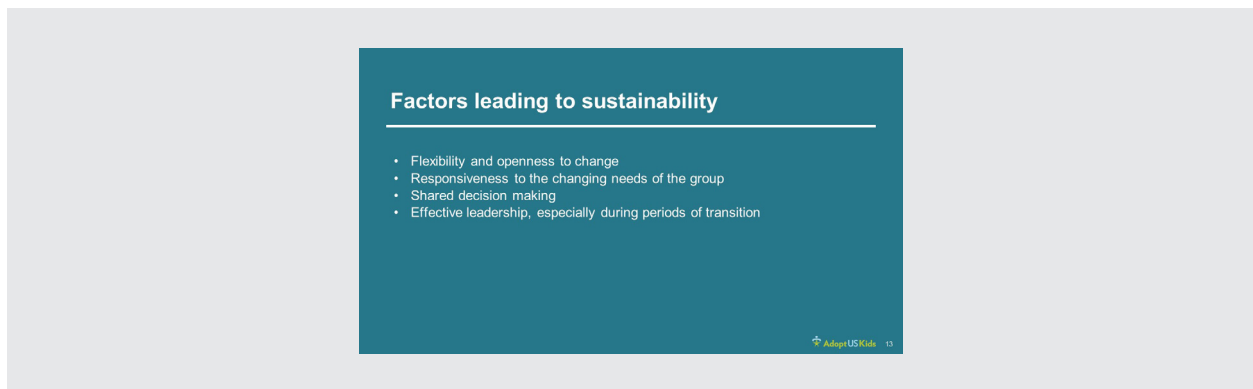 Factors leading to sustainability
• Flexibility and openness to change
• Responsiveness to the changing needs of the group
• Shared decision making
• Effective leadership, especially during periods of transition
AdoptUSKids 13